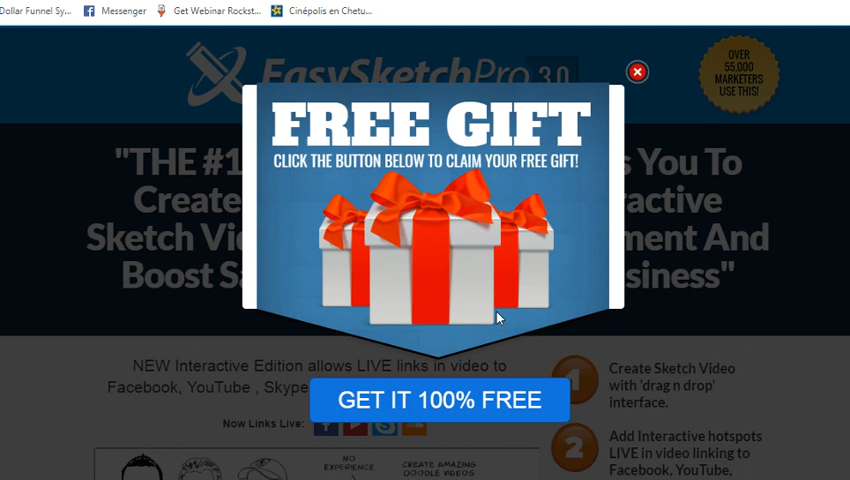 Dollar Funnel Sy... Messenger Get Webinar Rockst... Cinépolis en Chetu...
EasySketchPro 3.0
OVER
55,000
MARKETERS
USE THIS!
FREE GIFT
CLICK THE BUTTON BELOW TO CLAIM YOUR FREE GIFT!
"THE #1 s You To
Create ractive
Sketch Vi ment And
Boost Sa siness"
NEW Interactive Edition allows LIVE links in video to
Facebook, YouTube , Skype
GET IT 100% FREE
Now Links Live:
1
Create Sketch Video
with 'drag n drop'
interface.
2
Add Interactive hotspots
LIVE in video linking to
Facebook, YouTube,
NO
EXPERIENCE
CREATE AMAZING
DOODLE VIDEOS